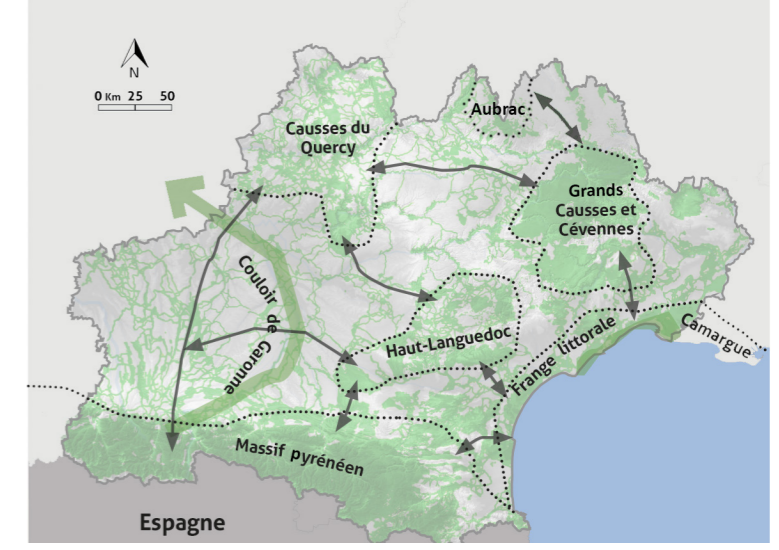 N
0 Km 25 50
Aubrac
Causses du
Quercy
Grands
Causses et
Cévennes
Couloir de Garonne
Haut-Languedoc
Frange littorale
Camargue
Massif pyrénéen
Espagne